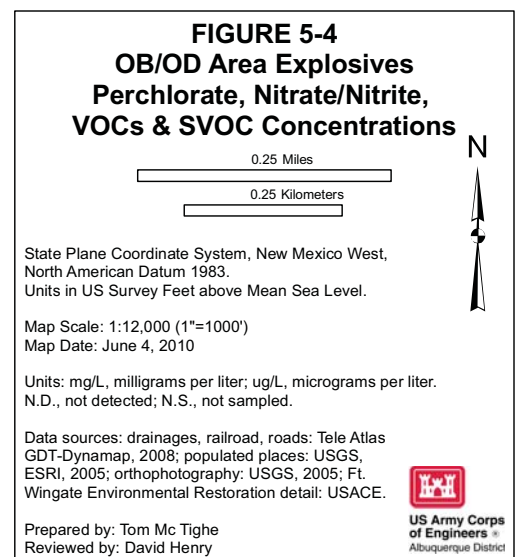 FIGURE 5-4
OB/OD Area Explosives
Perchlorate, Nitrate/Nitrite,
VOCs & SVOC Concentrations
N
0.25 Miles
0.25 Kilometers
State Plane Coordinate System, New Mexico West,
North American Datum 1983.
Units in US Survey Feet above Mean Sea Level.
Map Scale: 1:12,000 (1"=1000')
Map Date: June 4, 2010
Units: mg/L, milligrams per liter; ug/L, micrograms per liter.
N.D., not detected; N.S., not sampled.
Data sources: drainages, railroad, roads: Tele Atlas
GDT-Dynamap, 2008; populated places: USGS,
ESRI, 2005; orthophotography: USGS, 2005; Ft.
Wingate Environmental Restoration detail: USACE.
Prepared by: Tom Mc Tighe
Reviewed by: David Henry
US Army Corps
of Engineers ®
Albuquerque District